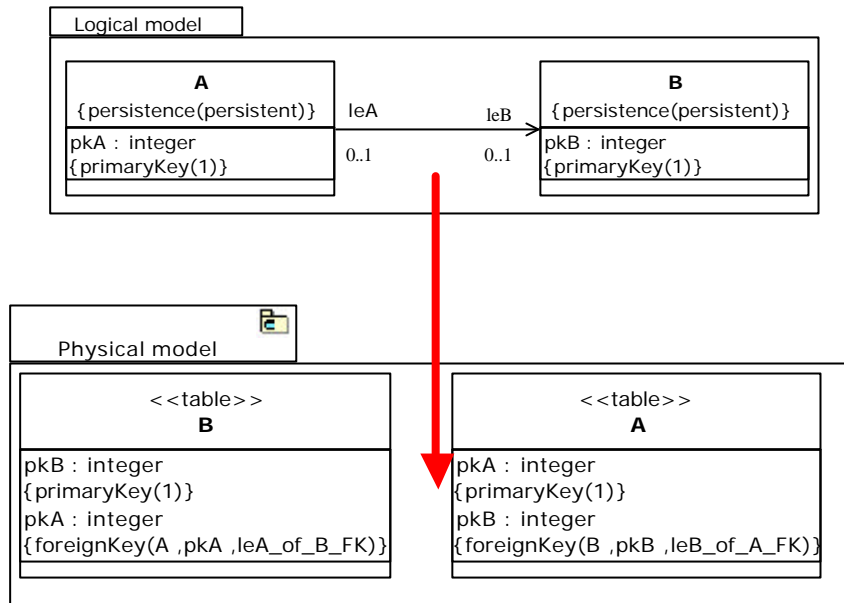 Logical model
A
{persistence(persistent)}
pkA : integer
{primaryKey(1)}
leA
0..1
leB
0..1
B
{persistence(persistent)}
pkB : integer
{primaryKey(1)}
Physical model
<<table>>
B
pkB : integer
{primaryKey(1)}
pkA : integer
{foreignKey(A ,pkA ,leA_of_B_FK)}
<<table>>
A
pkA : integer
{primaryKey(1)}
pkB : integer
{foreignKey(B ,pkB ,leB_of_A_FK)}